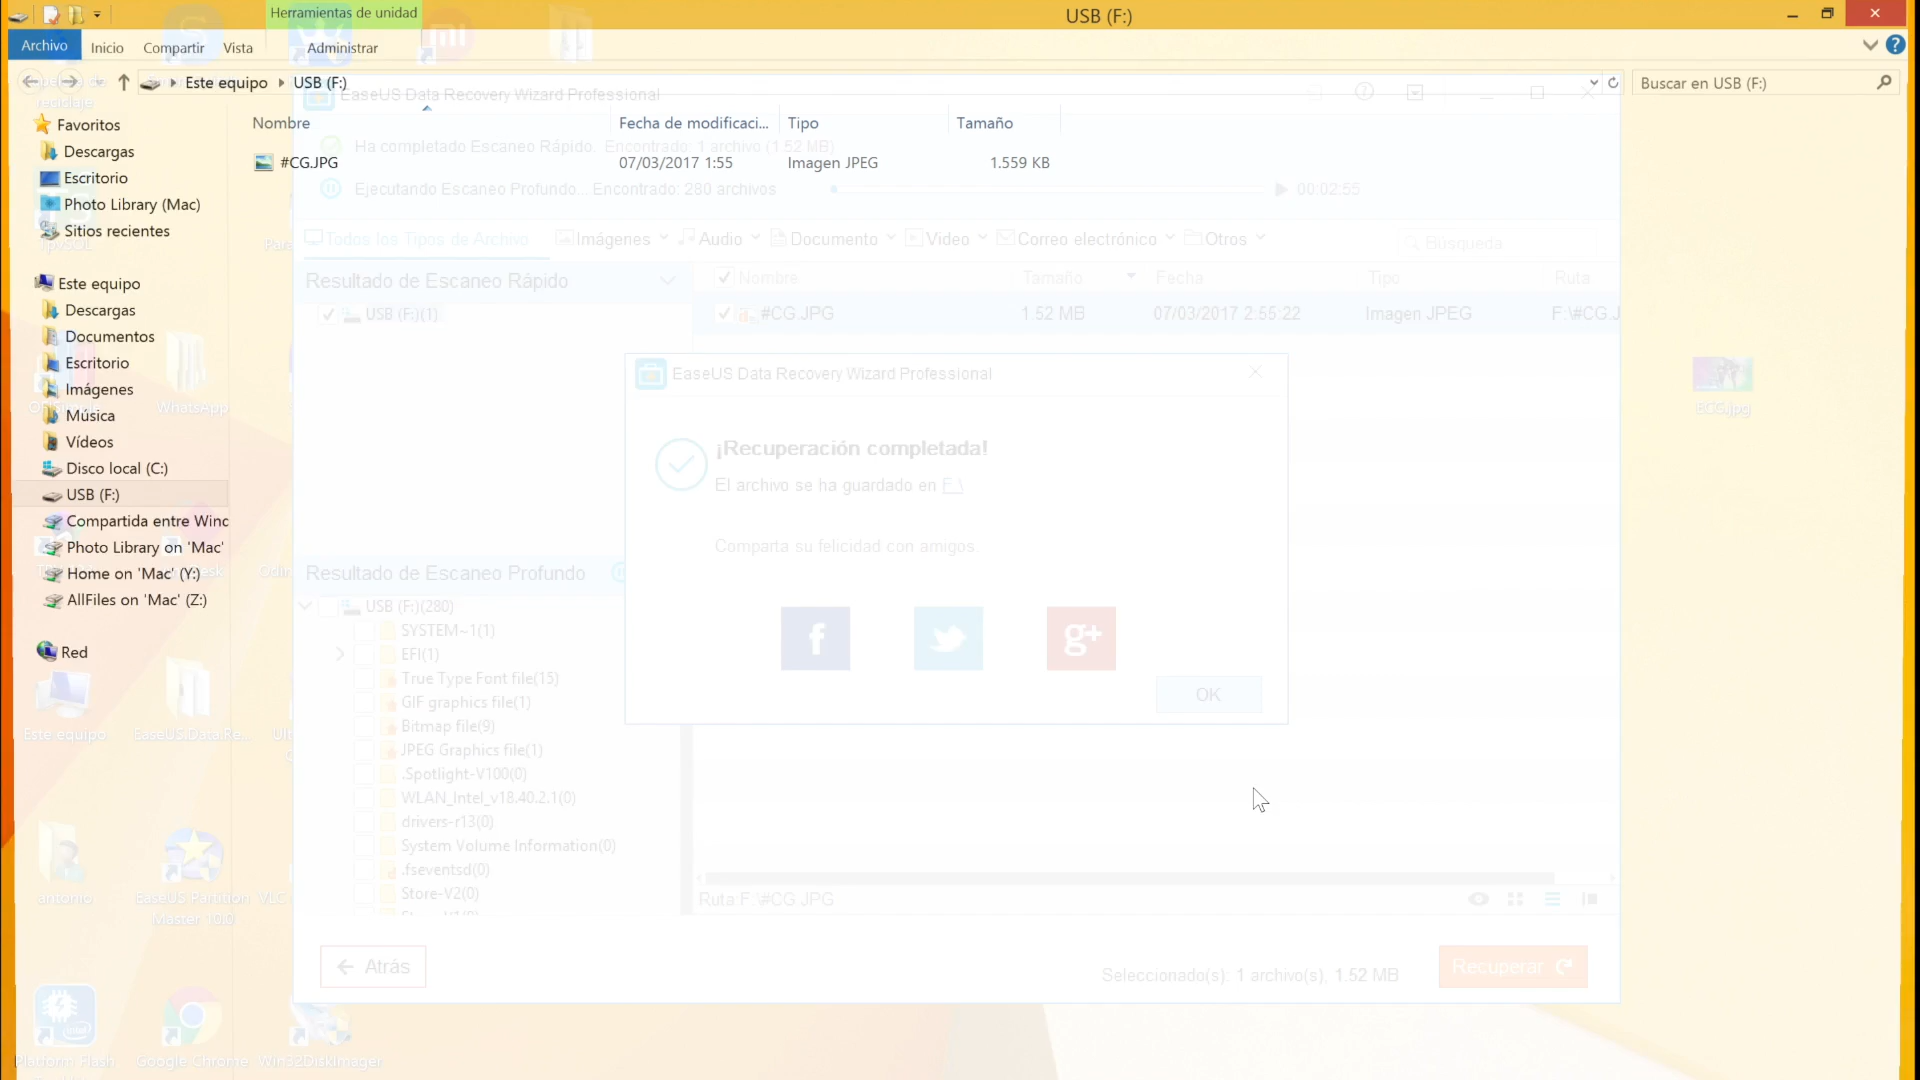 Herramientas de unidad
USB (F:)
Archivo
Inicio
Compartir
Vista
Administrar
Este equipo
USB (F:)
Buscar en USB (F:)
reciclaje
EaseUS Data Recovery Wizard Professional
Favoritos
Descargas
Escritorio
Photo Library (Mac)
Sitios recientes
Nombre
Fecha de modificaci...
Tipo
Tamaño
Ha completado Escaneo Rápido. Encontrado: 1 archivo (1.52 MB)
#CG.JPG
07/03/2017 1:55
Imagen JPEG
1.559 KB
Ejecutando Escaneo Profundo... Encontrado: 280 archivos
00:02:55
Todos los Tipos de Archivo
Imágenes
Audio
Documento
Video
Correo electrónico
Otros
Búsqueda
Resultado de Escaneo Rápido
Nombre
Tamaño
Fecha
Tipo
Ruta
USB (F:)(1)
#CG.JPG
1.52 MB
07/03/2017 2:55:22
Imagen JPEG
F:\#CG.J
Este equipo
Descargas
Documentos
Escritorio
Imágenes
Música
Vídeos
Disco local (C:)
USB (F:)
Compartida entre Winc
Photo Library on 'Mac'
Home on 'Mac' (Y:)
AllFiles on 'Mac' (Z:)
Red
WhatsApp
ECG.jpg
EaseUS Data Recovery Wizard Professional
¡Recuperación completada!
El archivo se ha guardado en F:\
Comparta su felicidad con amigos.
f
g+
OK
Resultado de Escaneo Profundo
USB (F:)(280)
SYSTEM~1(1)
EFI(1)
True Type Font file(15)
GIF graphics file(1)
Bitmap file(9)
JPEG Graphics file(1)
.Spotlight-V100(0)
WLAN_Intel_v18.40.2.1(0)
drivers-r13(0)
System Volume Information(0)
.fseventsd(0)
Store-V2(0)
Ruta:F:\#CG.JPG
Atrás
Seleccionado(s): 1 archivo(s), 1.52 MB
Recuperar
Este equipo
EaseUS.Data.Re...
antonio
EaseUS Partition
Master 10.0
VLC
Platform Flash
Google Chrome
Win32DiskImager